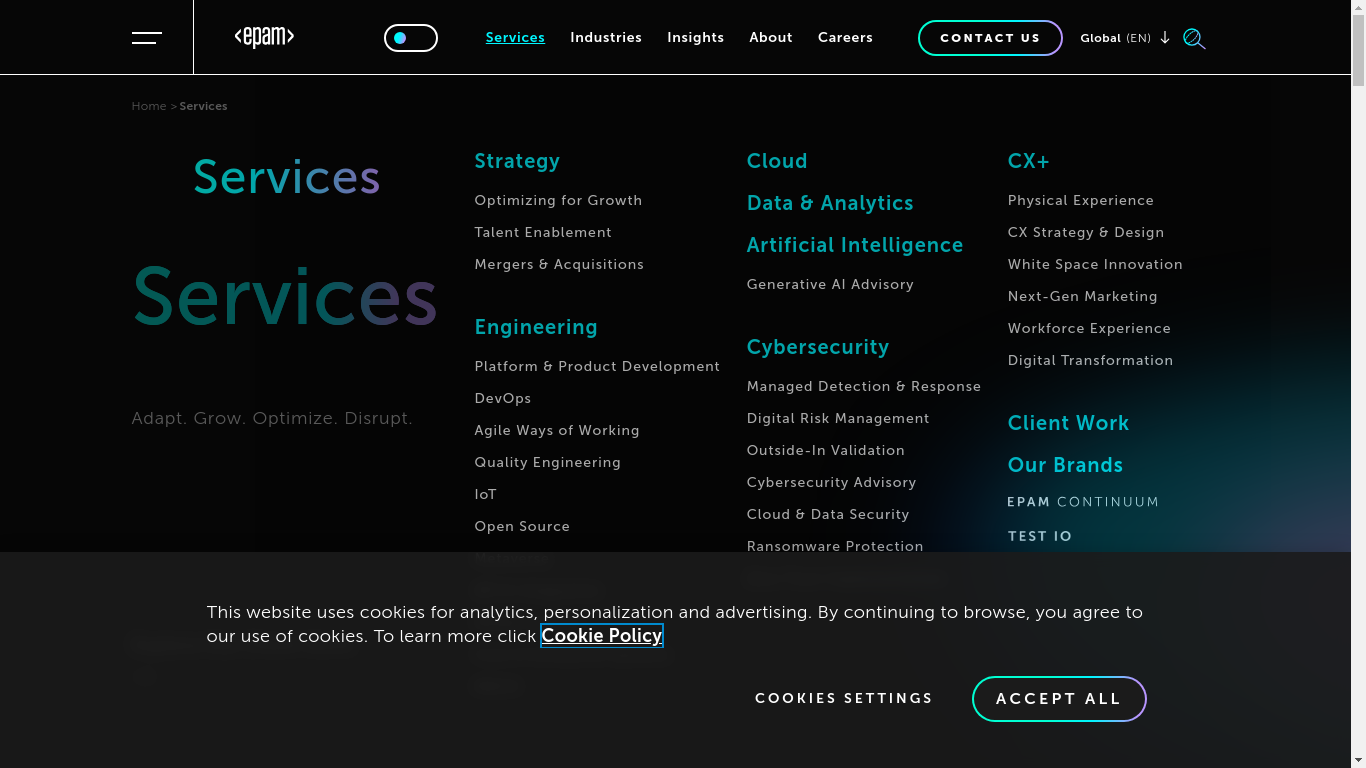 <epam>
Services
Industries
Insights
About
Careers
CONTACT US
Global (EN)
Home > Services
Services
Services
Adapt. Grow. Optimize. Disrupt.
Strategy
Optimizing for Growth
Talent Enablement
Mergers & Acquisitions
Engineering
Platform & Product Development
DevOps
Agile Ways of Working
Quality Engineering
IoT
Open Source
Cloud
Data & Analytics
Artificial Intelligence
Generative AI Advisory
Cybersecurity
Managed Detection & Response
Digital Risk Management
Outside-In Validation
Cybersecurity Advisory
Cloud & Data Security
Ransomware Protection
CX+
Physical Experience
CX Strategy & Design
White Space Innovation
Next-Gen Marketing
Workforce Experience
Digital Transformation
Client Work
Our Brands
EPAM CONTINUUM
TEST IO
This website uses cookies for analytics, personalization and advertising. By continuing to browse, you agree to
our use of cookies. To learn more click Cookie Policy
COOKIES SETTINGS
ACCEPT ALL